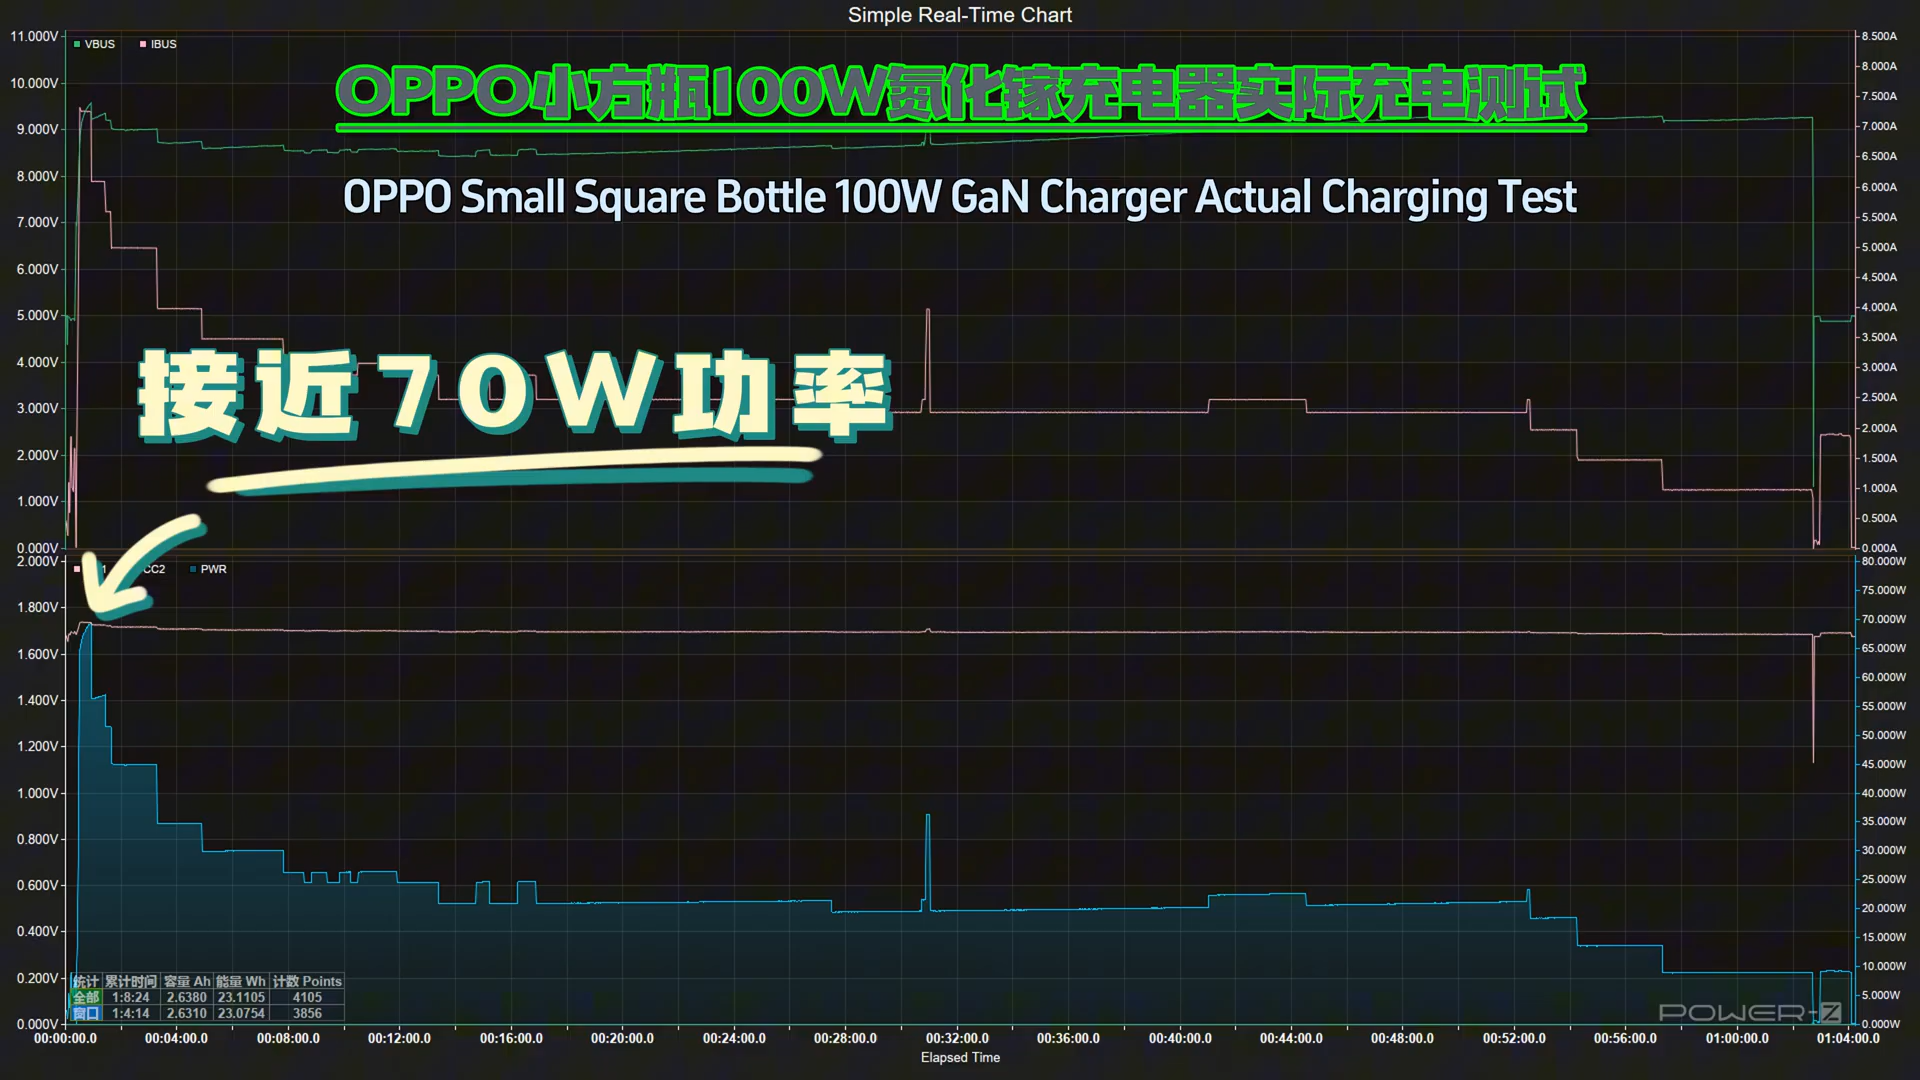 Simple Real-Time Chart
VBUS IBUS
OPPO小方瓶100W氮化镓充电器实际充电测试
OPPO Small Square Bottle 100W GaN Charger Actual Charging Test
接近70W功率
11.000V
10.000V
9.000V
8.000V
7.000V
6.000V
5.000V
4.000V
3.000V
2.000V
1.000V
0.000V
8.500A
8.000A
7.500A
7.000A
6.500A
6.000A
5.500A
5.000A
4.500A
4.000A
3.500A
3.000A
2.500A
2.000A
1.500A
1.000A
0.500A
0.000A
1 CC2 PWR
2.000V
1.800V
1.600V
1.400V
1.200V
1.000V
0.800V
0.600V
0.400V
0.200V
0.000V
80.000W
75.000W
70.000W
65.000W
60.000W
55.000W
50.000W
45.000W
40.000W
35.000W
30.000W
25.000W
20.000W
15.000W
10.000W
5.000W
0.000W
统计 累计时间 容量 Ah 能量 Wh 计数 Points
全部 1:8:24 2.6380 23.1105 4105
窗口 1:4:14 2.6310 23.0754 3856
POWER-Z
00:00:00.0 00:04:00.0 00:08:00.0 00:12:00.0 00:16:00.0 00:20:00.0 00:24:00.0 00:28:00.0 00:32:00.0 00:36:00.0 00:40:00.0 00:44:00.0 00:48:00.0 00:52:00.0 00:56:00.0 01:00:00.0 01:04:00.0
Elapsed Time